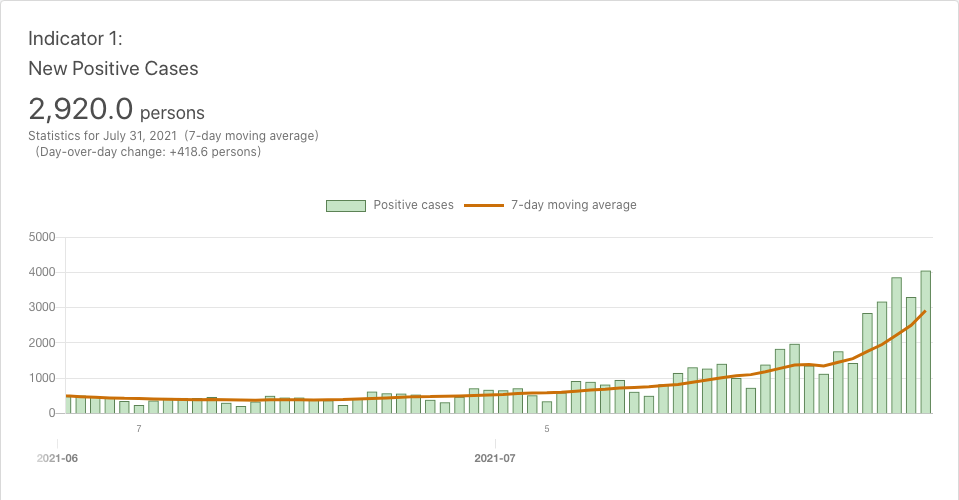 Indicator 1:
New Positive Cases
2,920.0 persons
Statistics for July 31, 2021 (7-day moving average)
(Day-over-day change: +418.6 persons)
Positive cases 7-day moving average
5000
4000
3000
2000
1000
0
7 5
2021-06 2021-07